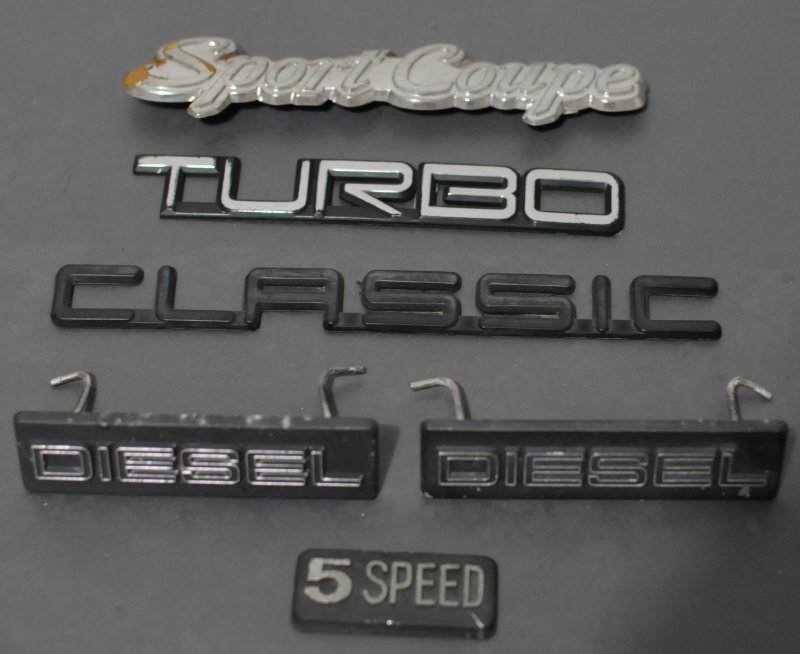 Sport Coupe
TURBO
CLASSIC
DIESEL DIESEL
5 SPEED